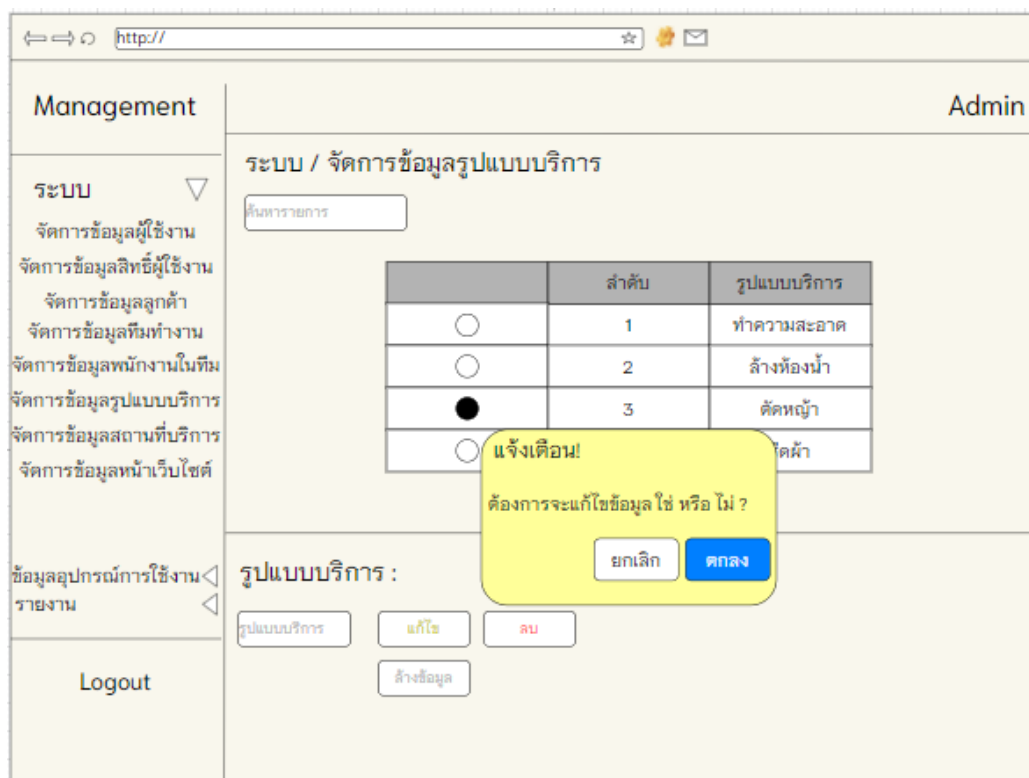 http://
Management
Admin
ระบบ / จัดการข้อมูลรูปแบบบริการ
ค้นหารายการ
ระบบ
จัดการข้อมูลผู้ใช้งาน
จัดการข้อมูลสิทธิ์ผู้ใช้งาน
จัดการข้อมูลลูกค้า
จัดการข้อมูลทีมทำงาน
จัดการข้อมูลพนักงานในทีม
จัดการข้อมูลรูปแบบบริการ
จัดการข้อมูลสถานที่บริการ
จัดการข้อมูลหน้าเว็บไซต์
ข้อมูลอุปกรณ์การใช้งาน
รายงาน
Logout
ลำดับ รูปแบบบริการ
1 ทำความสะอาด
2 ล้างห้องน้ำ
3 ตัดหญ้า
แจ้งเตือน!
ต้องการจะแก้ไขข้อมูล ใช่ หรือ ไม่ ?
ยกเลิก ตกลง
รูปแบบบริการ :
รูปแบบบริการ แก้ไข ลบ
ล้างข้อมูล